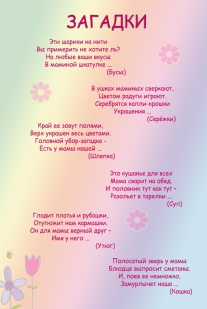 ЗАГАДКИ
Эти шарики на нити
Вы примерить не хотите ль?
На любые ваши вкусы
В маминой шкатулке ...
(Бусы)
В ушках маминых сверкают,
Цветом радуги играют.
Серебрятся капли-крошки
Украшения ...
(Серёжки)
Край ее зовут полями,
Верх украшен весь цветами.
Головной убор-загадка -
Есть у мамы нашей ...
(Шляпка)
Это кушанье для всех
Мама сварит на обед.
И половник тут как тут –
Разольет в тарелки ...
(Суп)
Гладит платья и рубашки,
Отутюжит нам кармашки.
Он для мамы верный друг –
Имя у него ...
(Утюг)
Полосатый зверь у мамы
Блюдце выпросит сметаны.
И, поев ее немножко,
Замурлычет наша ...
(Кошка)